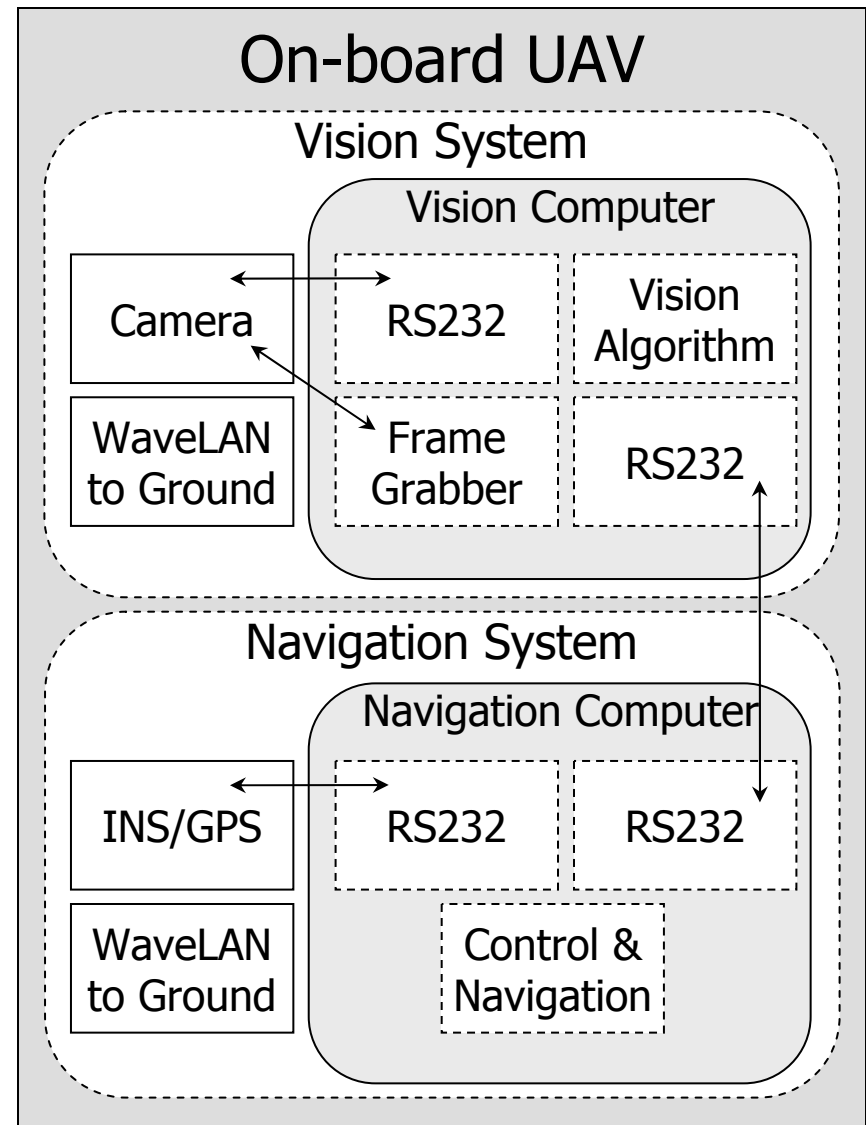 On-board UAV
Vision System
Vision Computer
Camera
RS232
Vision
Algorithm
WaveLAN
to Ground
Frame
Grabber
RS232
Navigation System
Navigation Computer
INS/GPS
RS232
RS232
WaveLAN
to Ground
Control &
Navigation